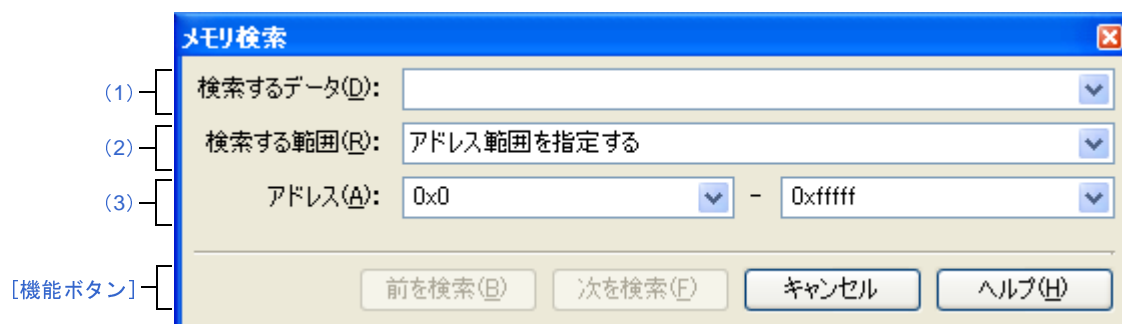 メモリ検索
(1) 検索するデータ(D):
(2) 検索する範囲(R): アドレス範囲を指定する
(3) アドレス(A): 0x0 - 0xfffff
[機能ボタン] 前を検索(B) 次を検索(F) キャンセル ヘルプ(H)